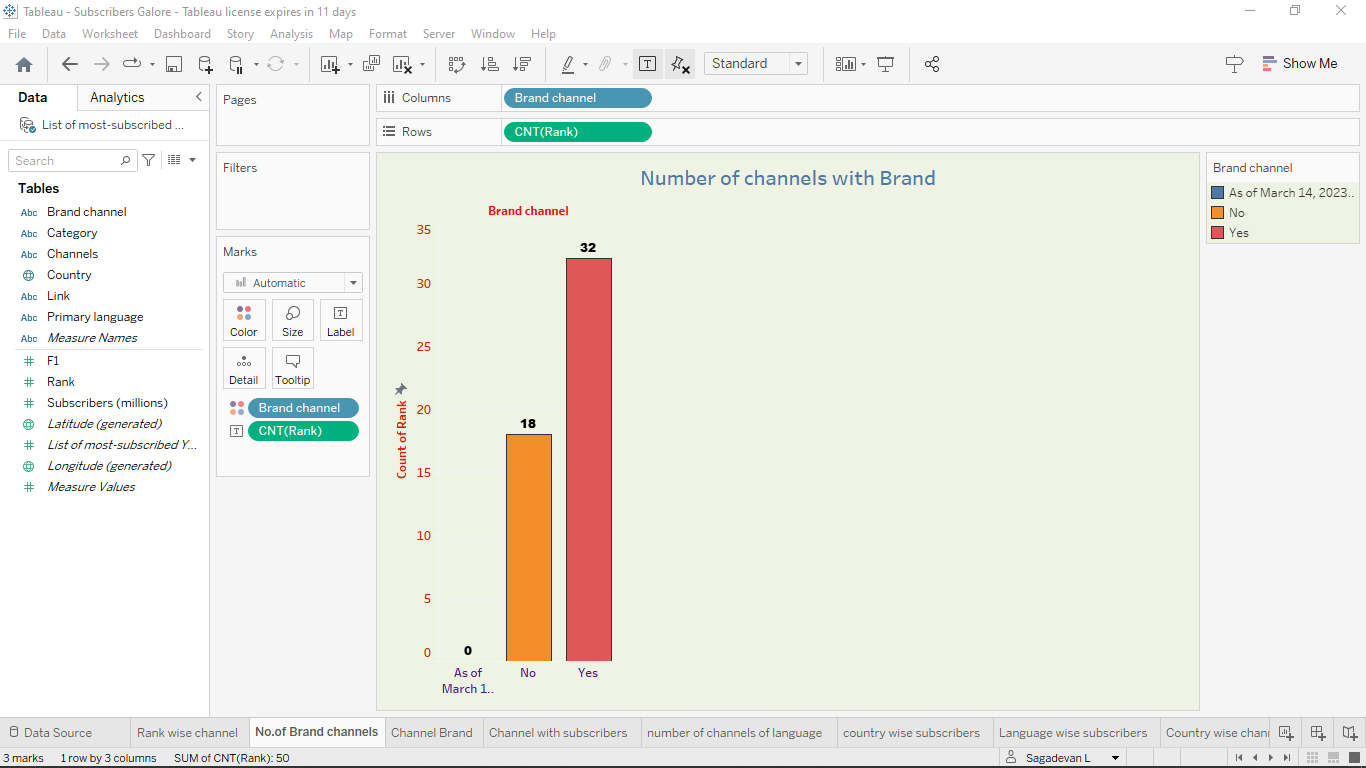 Tableau - Subscribers Galore - Tableau license expires in 11 days
File Data Worksheet Dashboard Story Analysis Map Format Server Window Help
Standard
Show Me
Data Analytics
List of most-subscribed ...
Search
Tables
Abc Brand channel
Abc Category
Abc Channels
Country
Abc Link
Abc Primary language
Abc Measure Names
F1
Rank
Subscribers (millions)
Latitude (generated)
List of most-subscribed Y...
Longitude (generated)
Measure Values
Pages
Filters
Marks
Automatic
Color Size Label
Detail Tooltip
Brand channel
CNT(Rank)
Columns Brand channel
Rows CNT(Rank)
Number of channels with Brand
Brand channel
35
30
25
20
15
10
5
0
Count of Rank
0
18
32
As of March 1..
No
Yes
Brand channel
As of March 14, 2023..
No
Yes
Data Source Rank wise channel No.of Brand channels Channel Brand Channel with subscribers number of channels of language country wise subscribers Language wise subscribers Country wise chann
3 marks 1 row by 3 columns SUM of CNT(Rank): 50 Sagadevan L